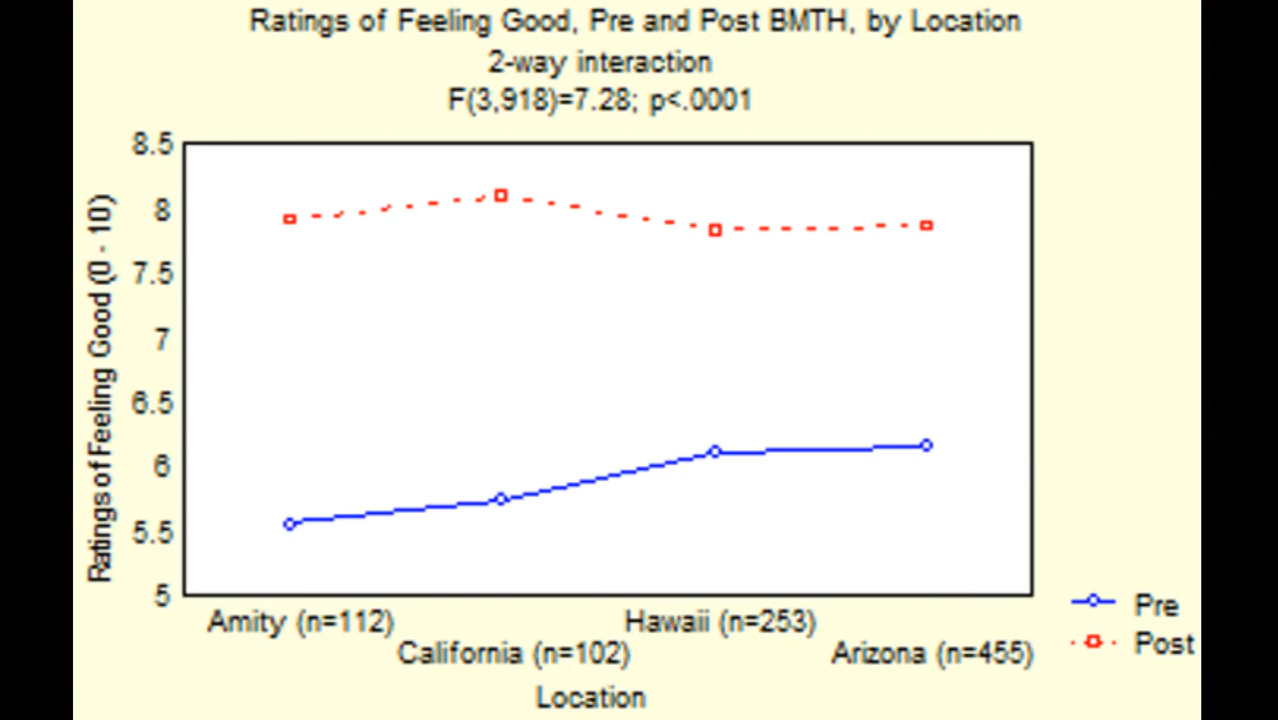 Ratings of Feeling Good, Pre and Post BMTH, by Location
2-way interaction
F(3,918)=7.28; p<.0001
Ratings of Feeling Good (0 - 10)
8.5
8
7.5
7
6.5
6
5.5
5
Amity (n=112)
California (n=102)
Hawaii (n=253)
Arizona (n=455)
Location
Pre
Post